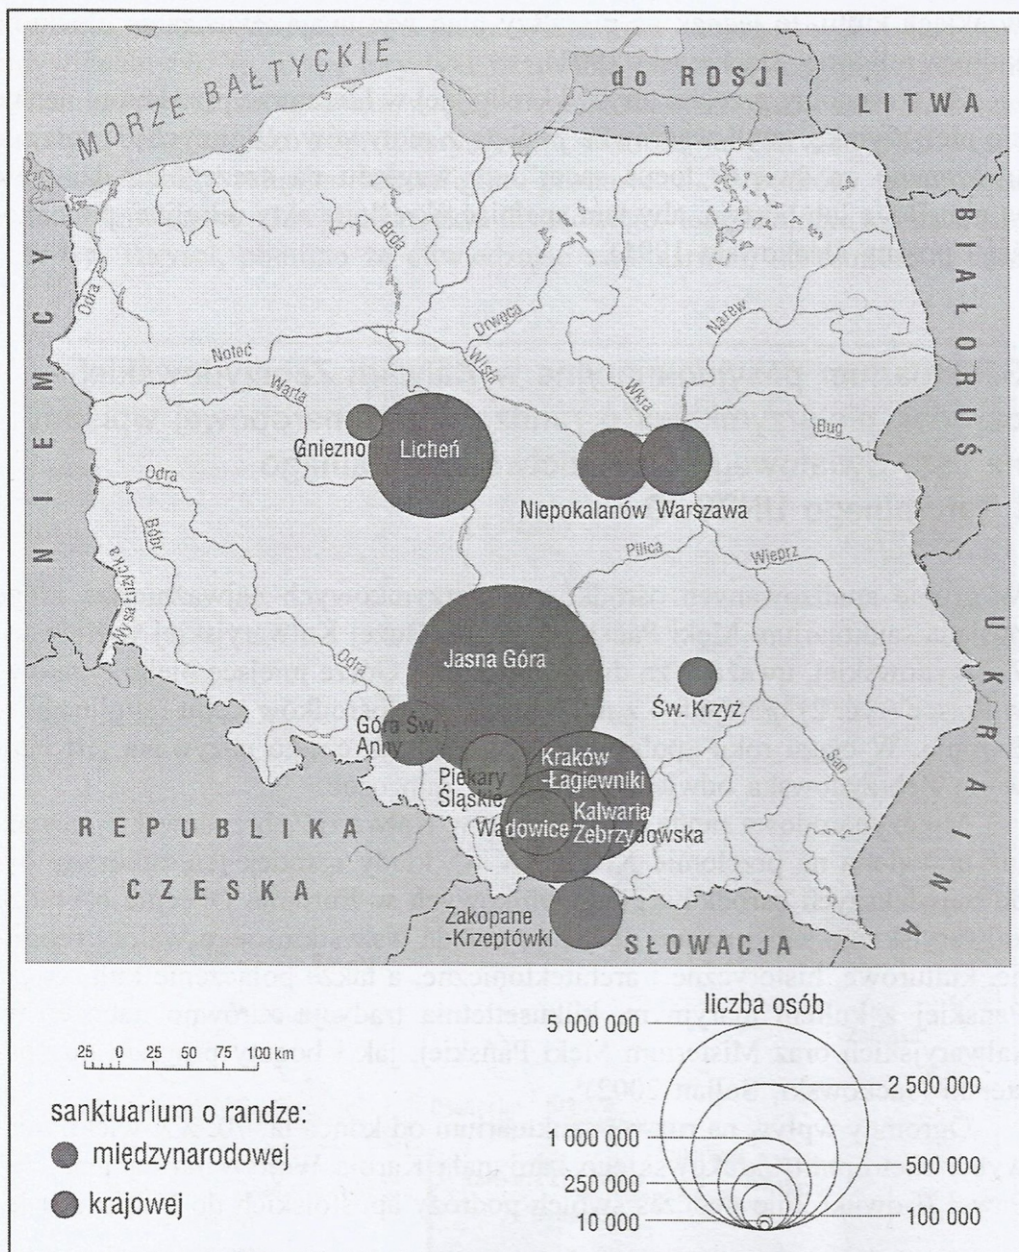 MORZE BAŁTYCKIE
do ROSJI
LITWA
BIAŁORUŚ
UKRAINA
NIEMCY
REPUBLIKA
CZESKA
SŁOWACJA
Odra
Brda
Drwęca
Narew
Noteć
Wisła
Warta
Wkra
Bug
Gniezno
Licheń
Niepokalanów
Warszawa
Odra
Bóbr
Nysa Łużycka
Pilica
Wieprz
Jasna Góra
Odra
Św. Krzyż
Góra Św.
Anny
Piekary
Śląskie
Kraków
-Łagiewniki
San
Wadowice
Kalwaria
Zebrzydowska
Zakopane
-Krzeptówki
liczba osób
5 000 000
2 500 000
1 000 000
500 000
250 000
100 000
10 000
25 0 25 50 75 100 km
sanktuarium o randze:
międzynarodowej
krajowej